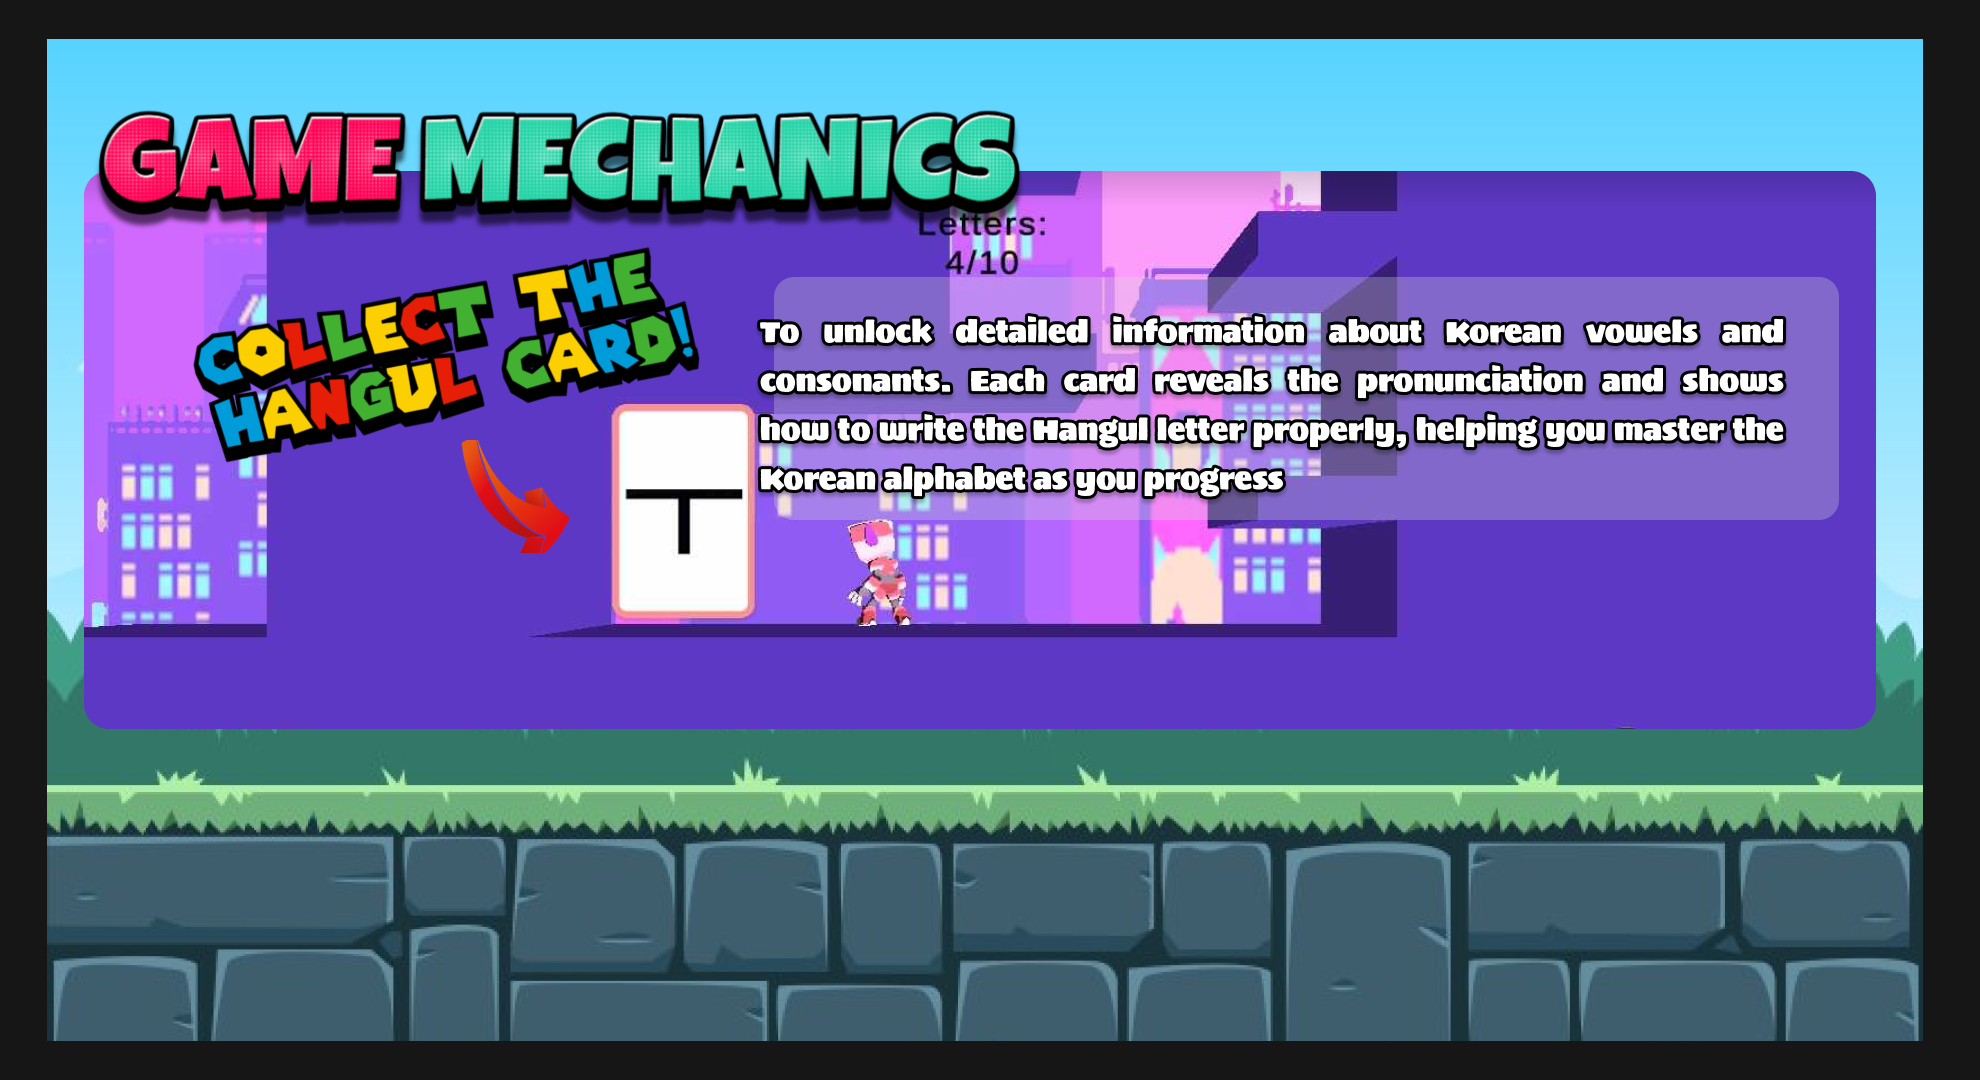 GAME MECHANICS
Letters:
4/10
COLLECT THE
HANGUL CARD!
To unlock detailed information about Korean vowels and
consonants. Each card reveals the pronunciation and shows
how to write the Hangul letter properly, helping you master the
Korean alphabet as you progress
ㅜ